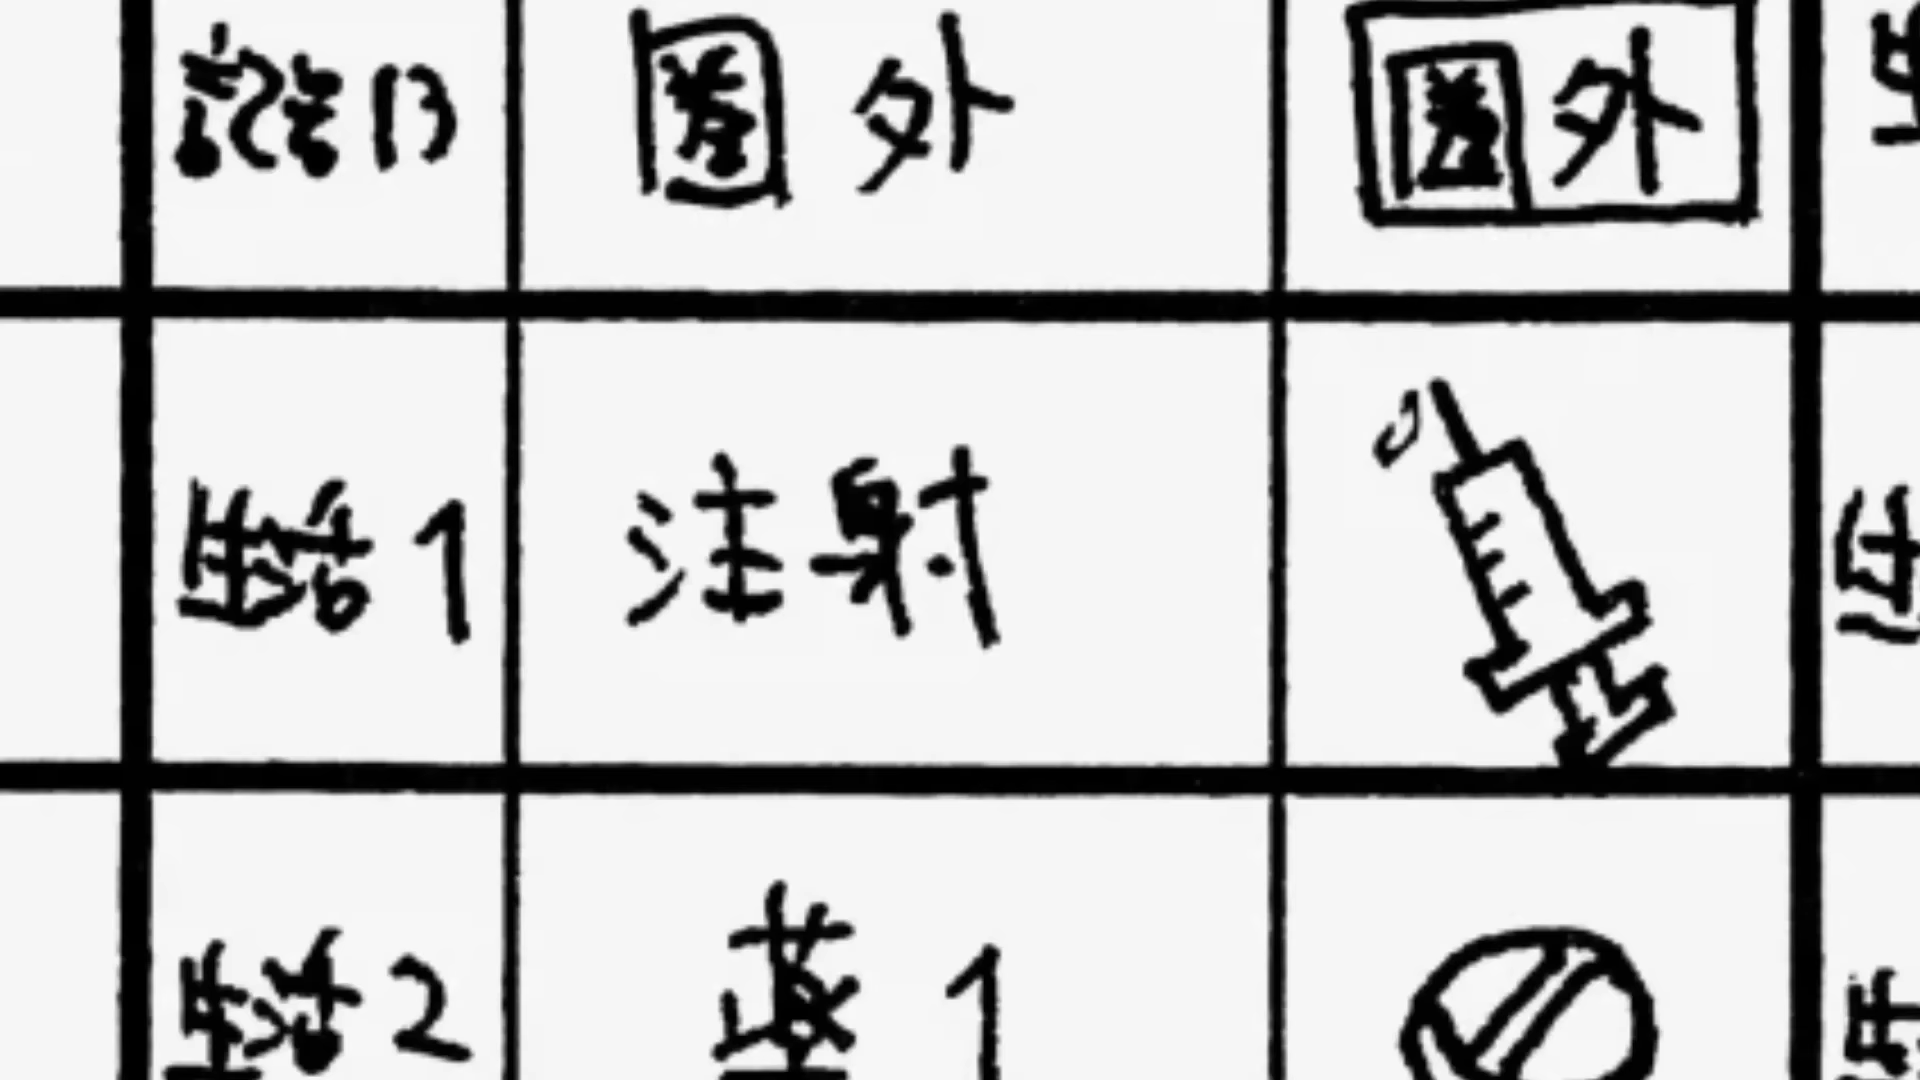 記号13 圏外 圏外
生活1 注射
生活2 薬1